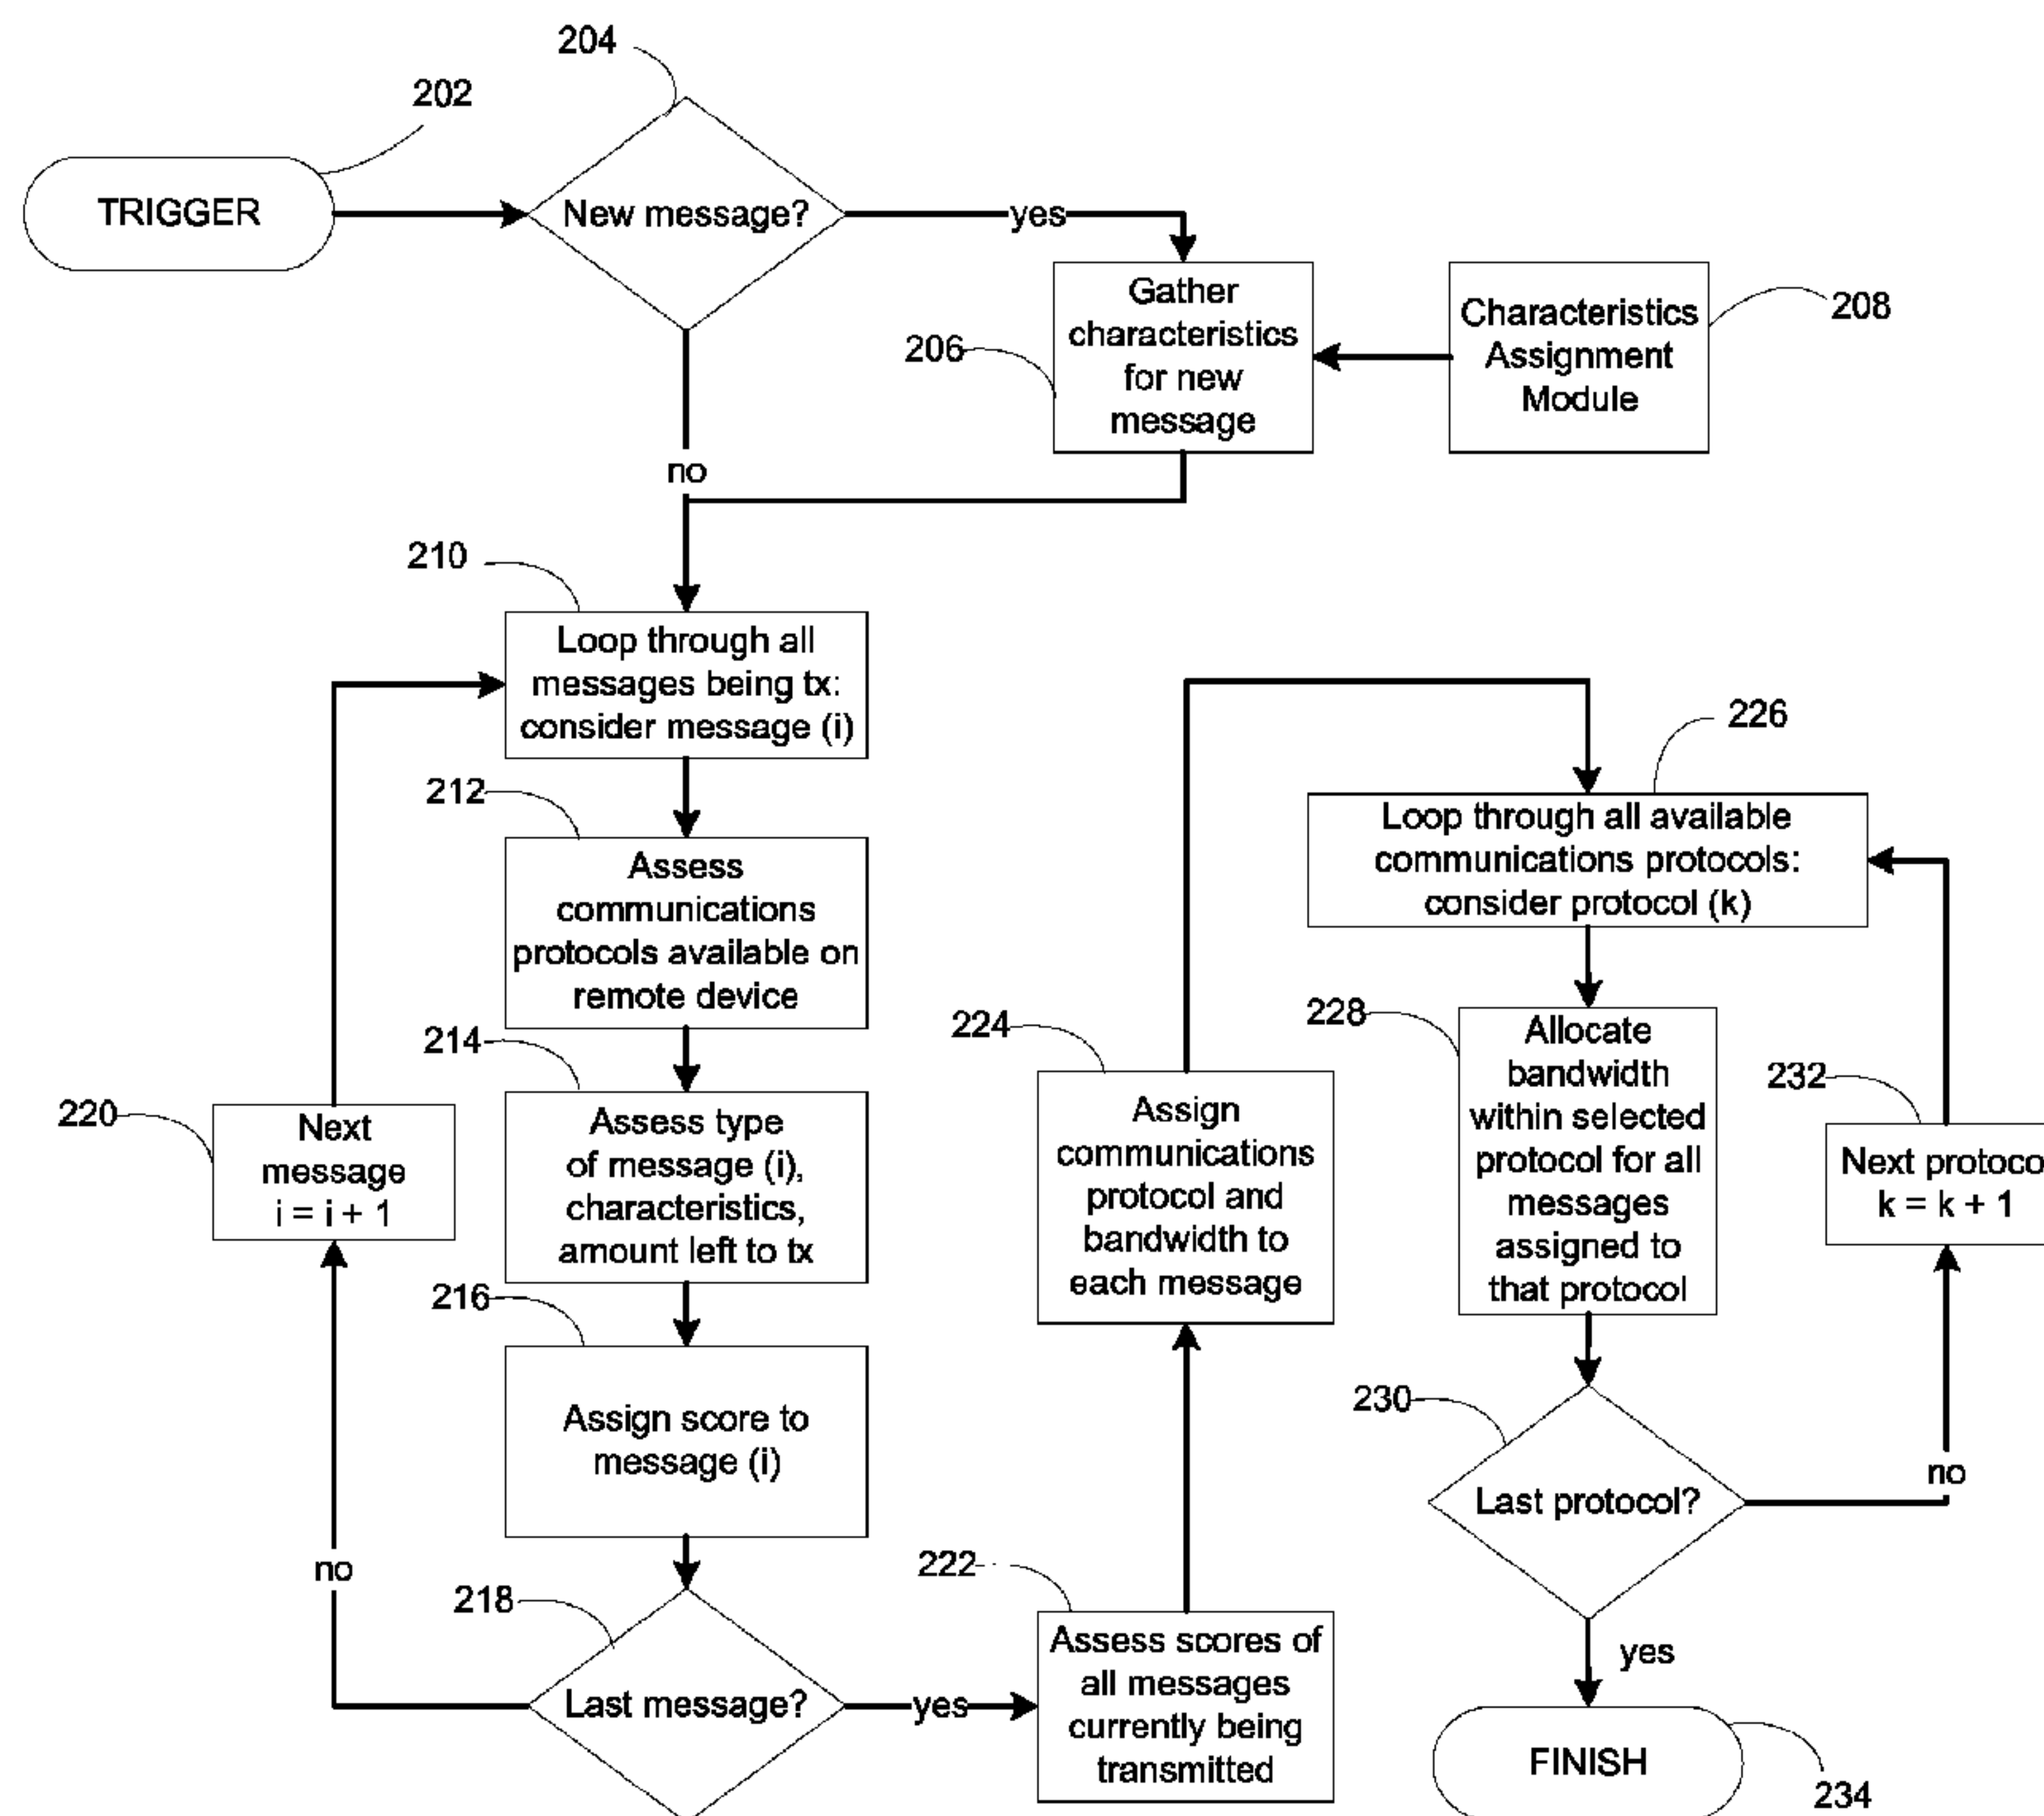 204
202
TRIGGER
New message?
yes
Gather
characteristics
for new
message
206
Characteristics
Assignment
Module
208
no
210
Loop through all
messages being tx:
consider message (i)
212
Assess
communications
protocols available on
remote device
214
Assess type
of message (i),
characteristics,
amount left to tx
216
Assign score to
message (i)
218
Last message?
no
220
Next
message
i = i + 1
yes
222
Assess scores of
all messages
currently being
transmitted
224
Assign
communications
protocol and
bandwidth to
each message
226
Loop through all available
communications protocols:
consider protocol (k)
228
Allocate
bandwidth
within selected
protocol for all
messages
assigned to
that protocol
230
Last protocol?
no
232
Next protoco
k = k + 1
yes
FINISH
234